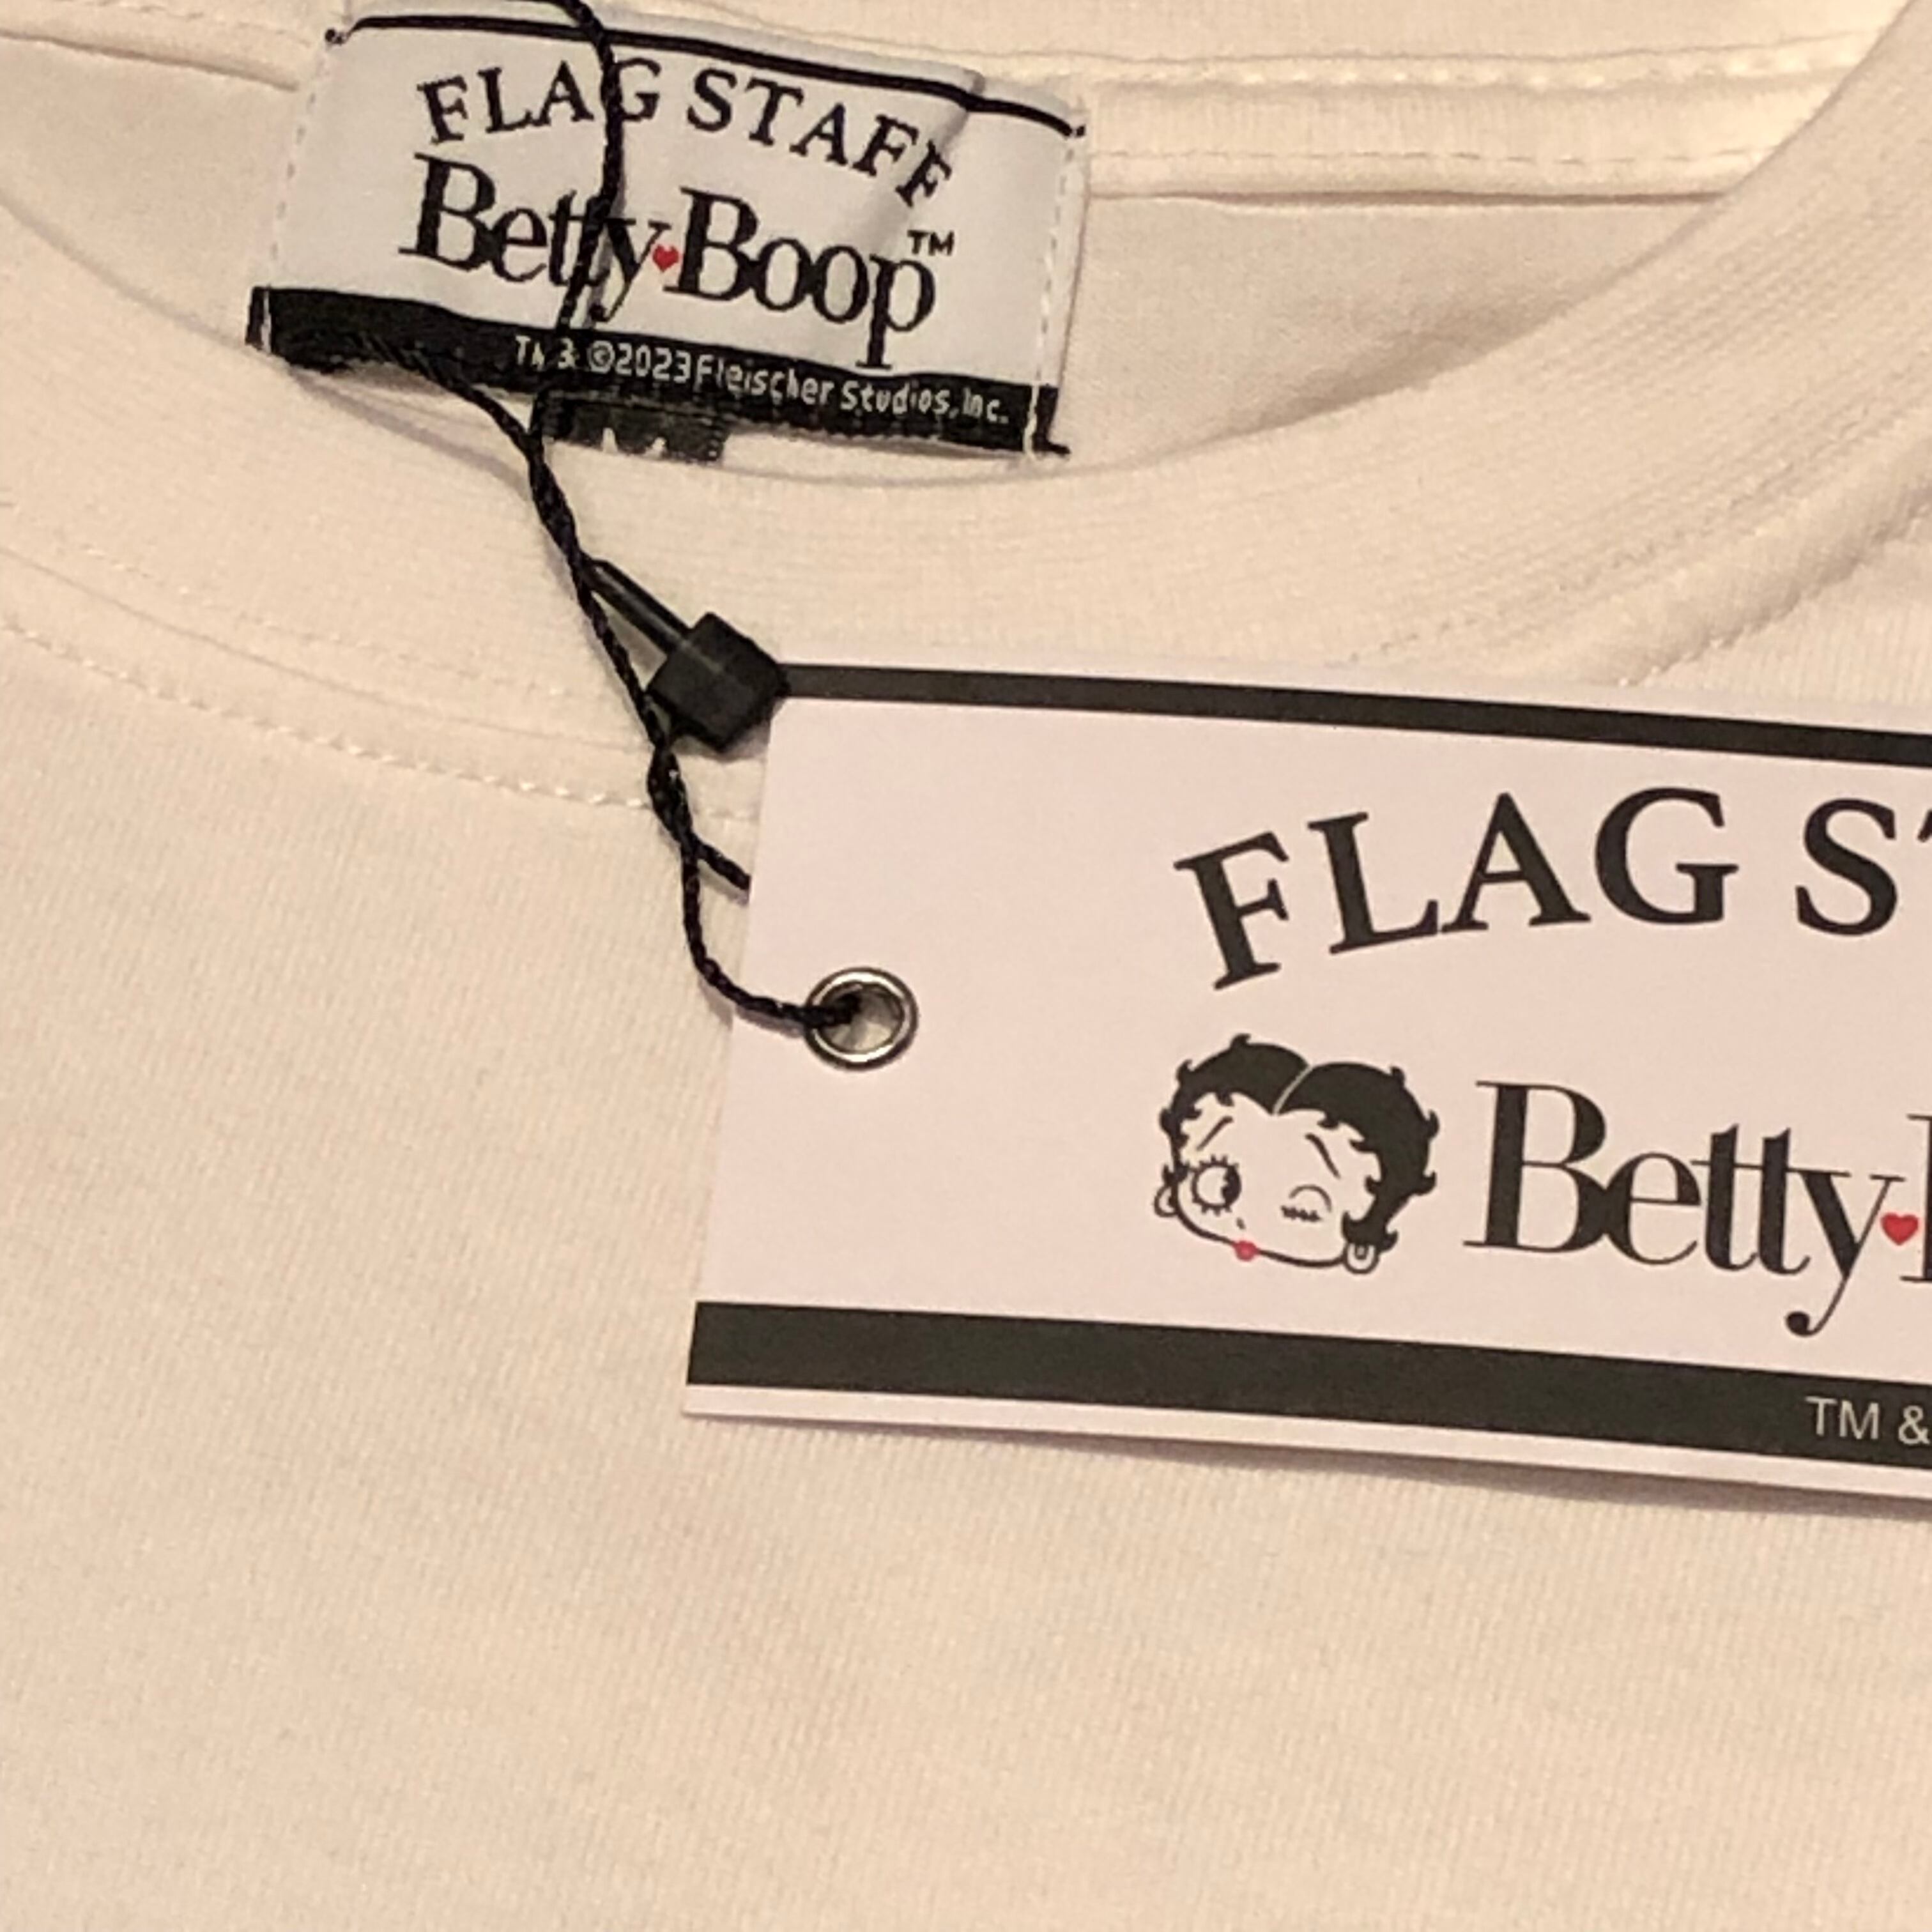 FLAG STAFF
Betty Boop™
TM & ©2023 Fleischer Studios, Inc.
M
FLAG ST
Betty
TM &